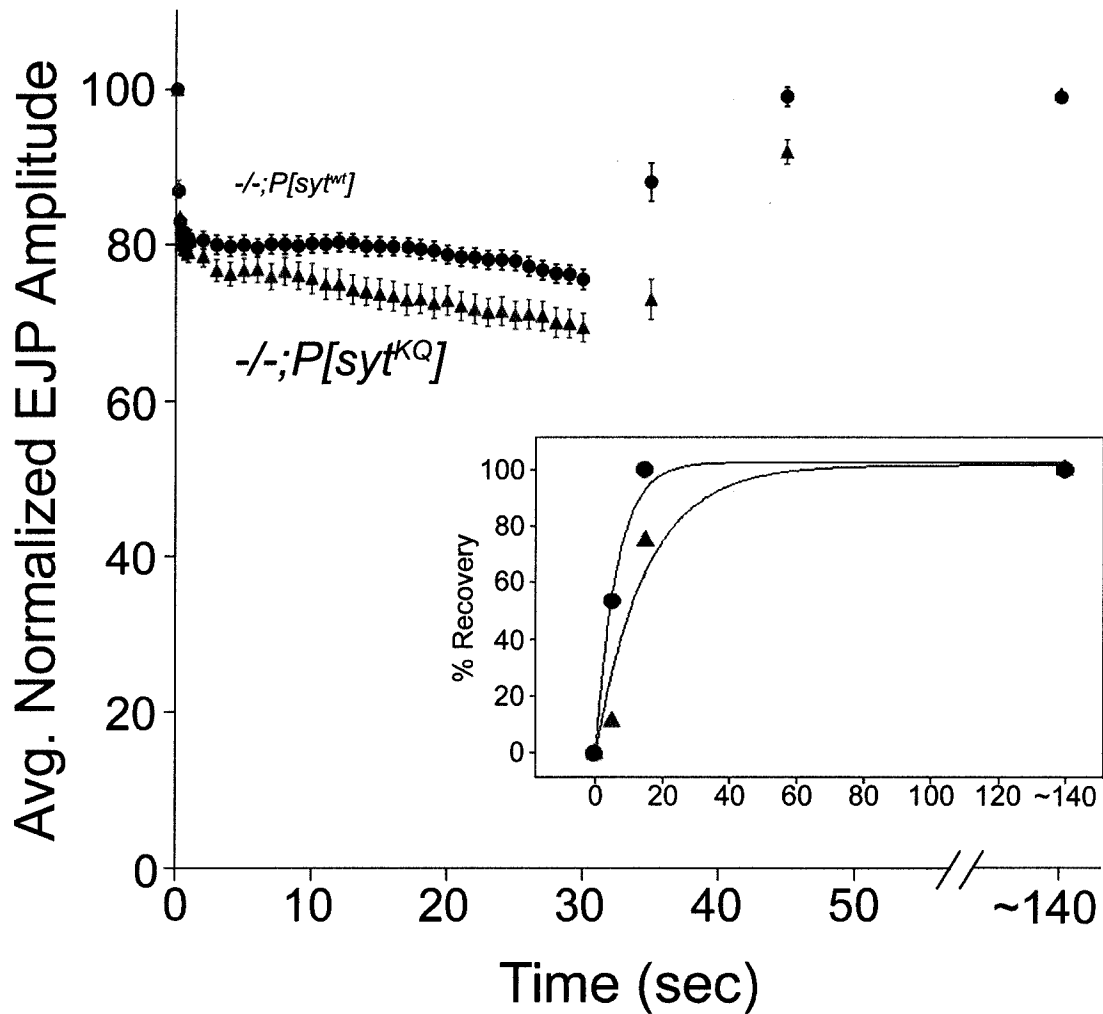 Avg. Normalized EJP Amplitude
100
80
60
40
20
0
-/-;P[syt^wt]
-/-;P[syt^KQ]
% Recovery
100
80
60
40
20
0
0 20 40 60 80 100 120 ~140
0 10 20 30 40 50 ~140
Time (sec)